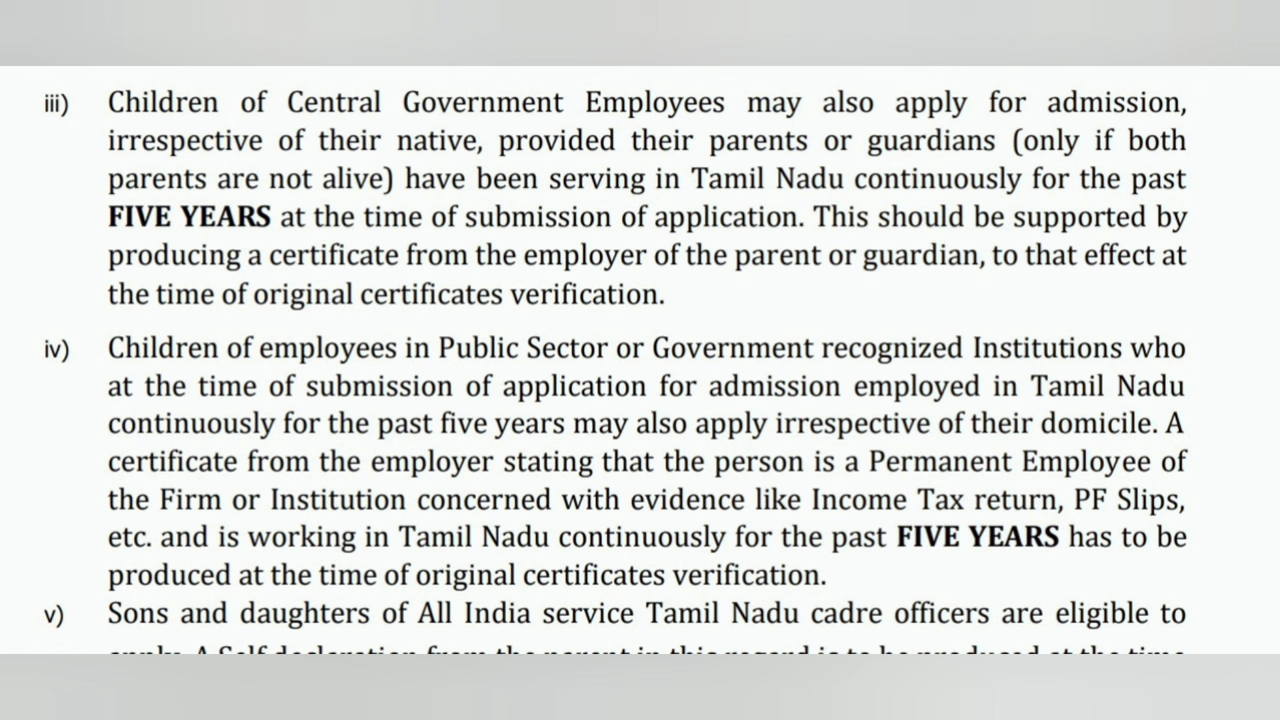 iii) Children of Central Government Employees may also apply for admission,
irrespective of their native, provided their parents or guardians (only if both
parents are not alive) have been serving in Tamil Nadu continuously for the past
FIVE YEARS at the time of submission of application. This should be supported by
producing a certificate from the employer of the parent or guardian, to that effect at
the time of original certificates verification.
iv) Children of employees in Public Sector or Government recognized Institutions who
at the time of submission of application for admission employed in Tamil Nadu
continuously for the past five years may also apply irrespective of their domicile. A
certificate from the employer stating that the person is a Permanent Employee of
the Firm or Institution concerned with evidence like Income Tax return, PF Slips,
etc. and is working in Tamil Nadu continuously for the past FIVE YEARS has to be
produced at the time of original certificates verification.
v) Sons and daughters of All India service Tamil Nadu cadre officers are eligible to